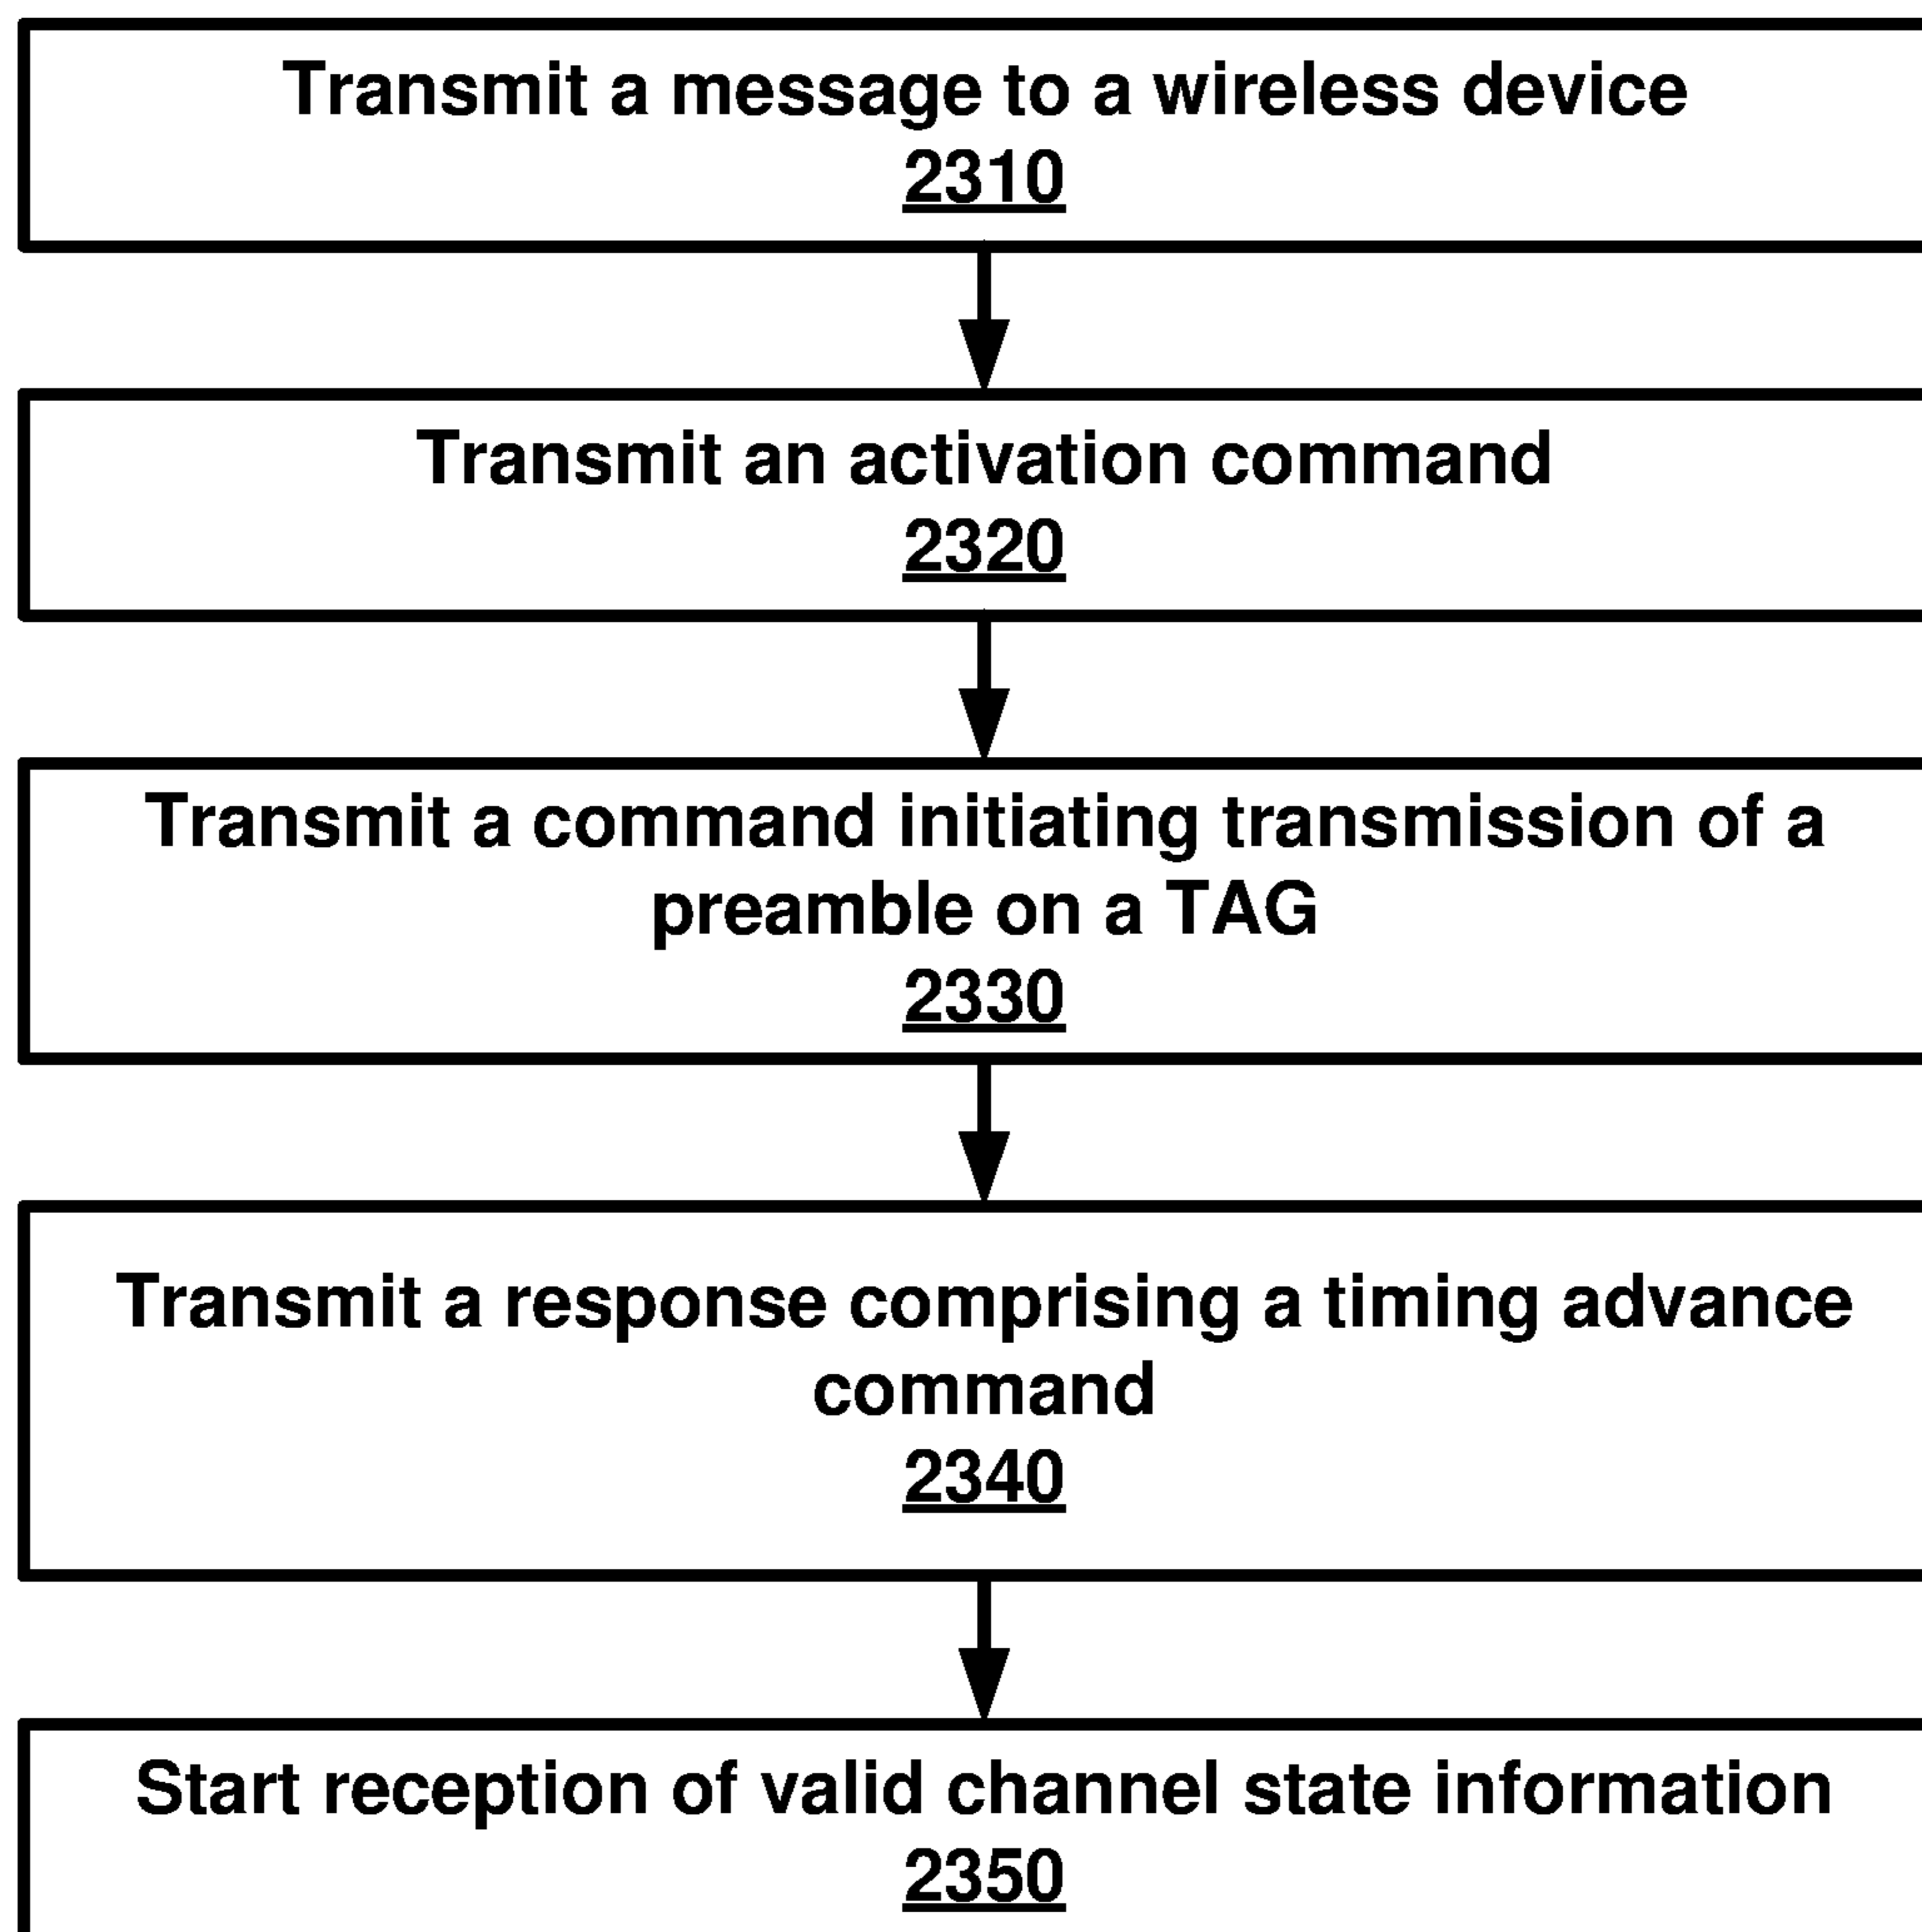 Transmit a message to a wireless device
2310
Transmit an activation command
2320
Transmit a command initiating transmission of a
preamble on a TAG
2330
Transmit a response comprising a timing advance
command
2340
Start reception of valid channel state information
2350